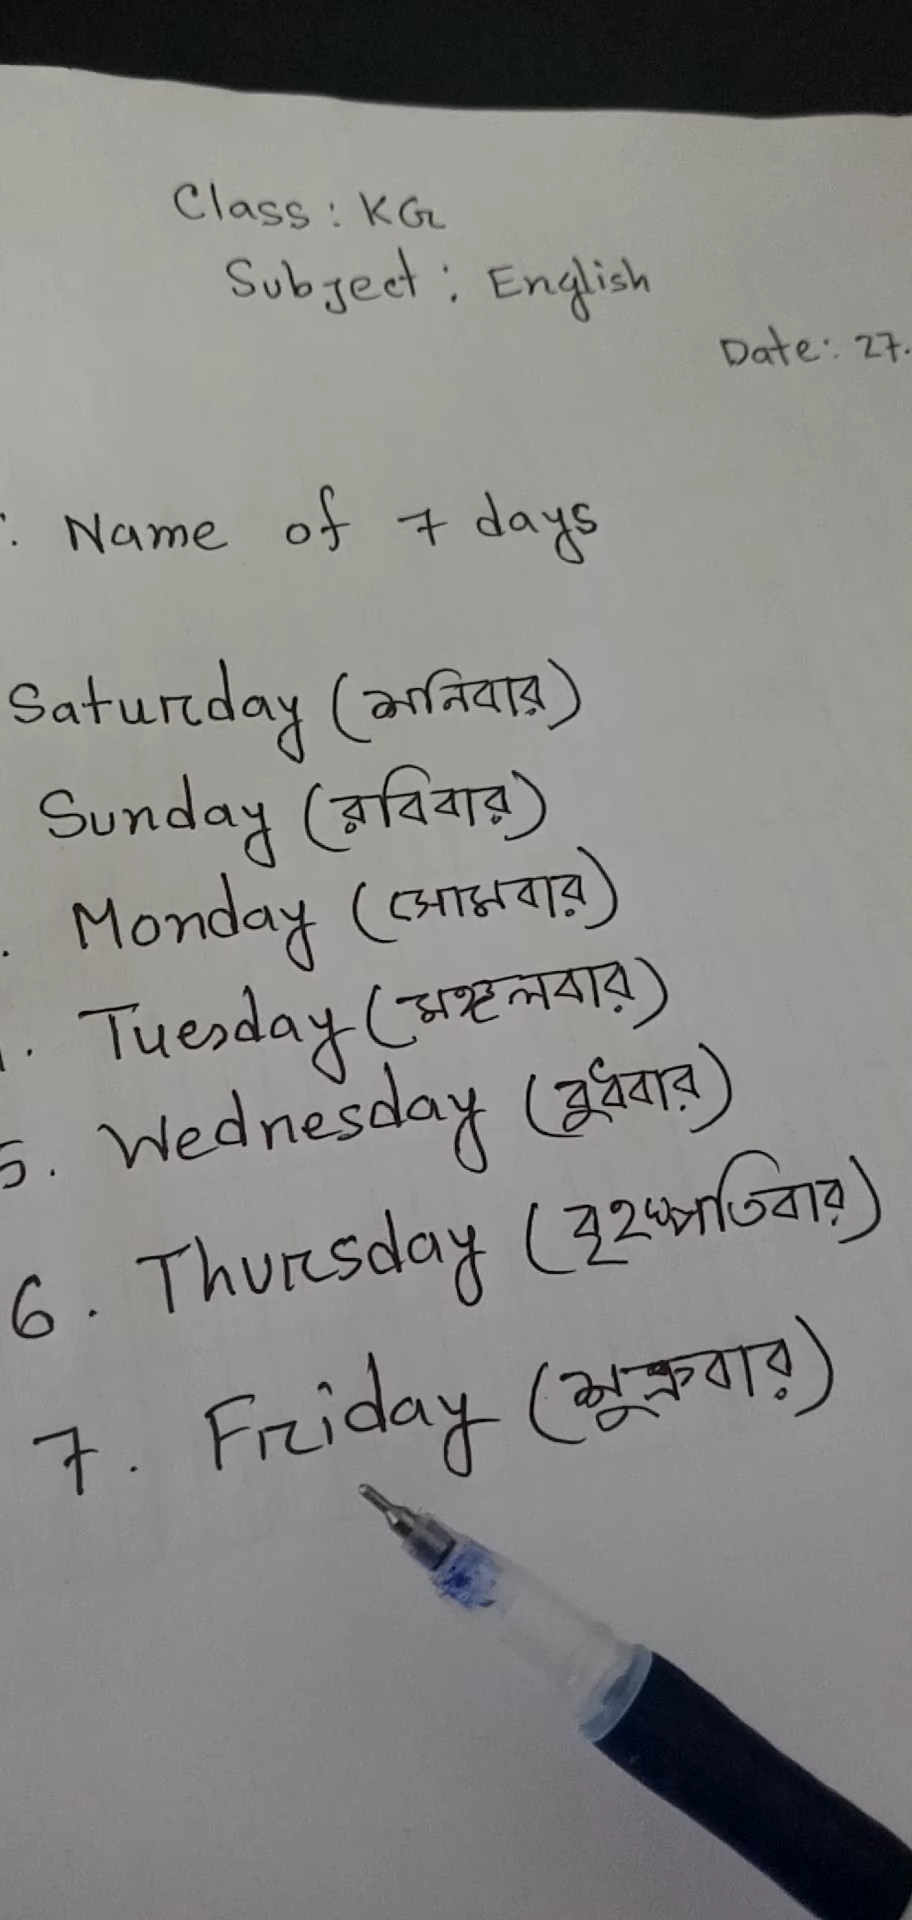 Class: KG
Subject: English
Date: 27.
: Name of 7 days
Saturday (শনিবার)
Sunday (রবিবার)
. Monday (সোমবার)
. Tuesday (মঙ্গলবার)
5. Wednesday (বুধবার)
6. Thursday (বৃহস্পতিবার)
7. Friday (শুক্রবার)